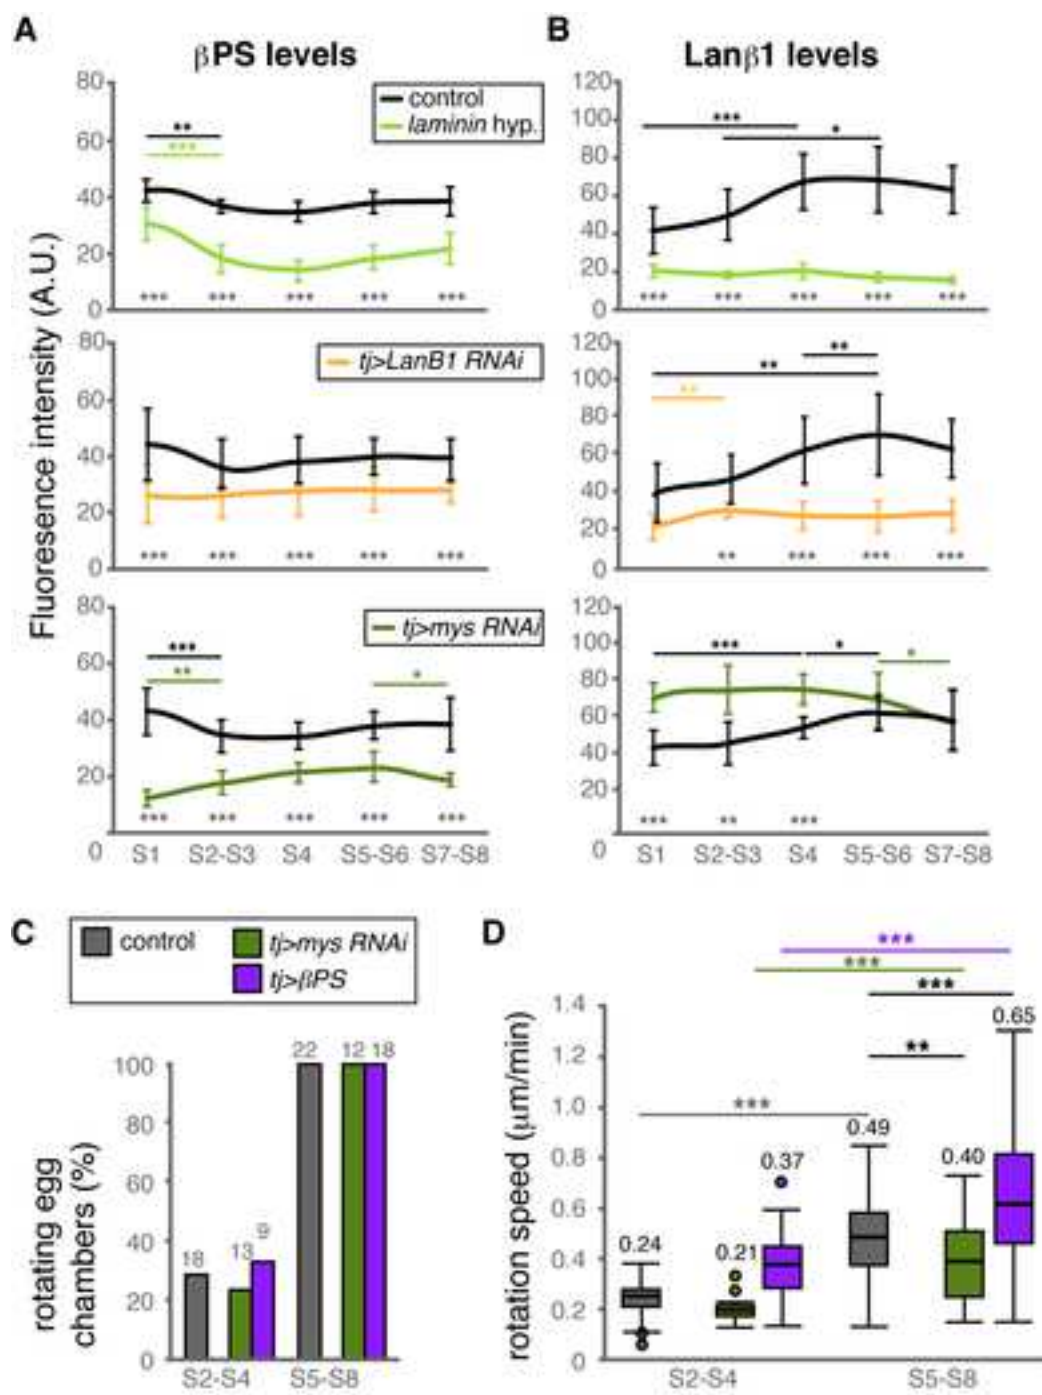 A
βPS levels
80
60
40
20
0
control
laminin hyp.
**
***
*** *** *** *** ***
80
60
40
20
0
tj>LanB1 RNAi
*** *** *** *** ***
80
60
40
20
0
tj>mys RNAi
***
**
*
*** *** *** *** ***
S1 S2-S3 S4 S5-S6 S7-S8
Fluoresence intensity (A.U.)
B
Lanβ1 levels
120
100
80
60
40
20
0
***
*
*** *** *** *** ***
120
100
80
60
40
20
0
**
**
**
** *** *** ***
120
100
80
60
40
20
0
*** * *
*** ** ***
S1 S2-S3 S4 S5-S6 S7-S8
C
control
tj>mys RNAi
tj>βPS
rotating egg
chambers (%)
100
80
60
40
20
0
18 13 9
22 12 18
S2-S4 S5-S8
D
rotation speed (μm/min)
1.4
1.2
1.0
0.8
0.6
0.4
0.2
0
***
***
***
**
***
0.24 0.21 0.37 0.49 0.40 0.65
S2-S4 S5-S8